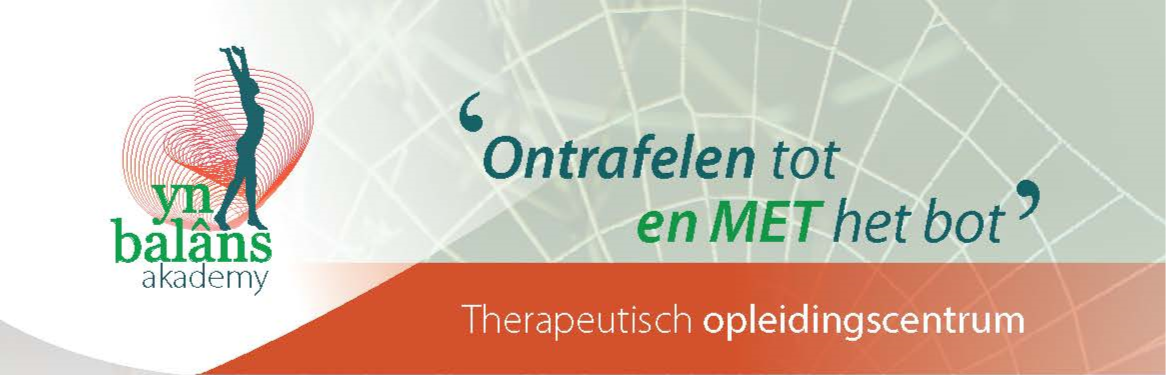 yn
balâns
akademy
‘Ontrafelen tot
en MET het bot’
Therapeutisch opleidingscentrum